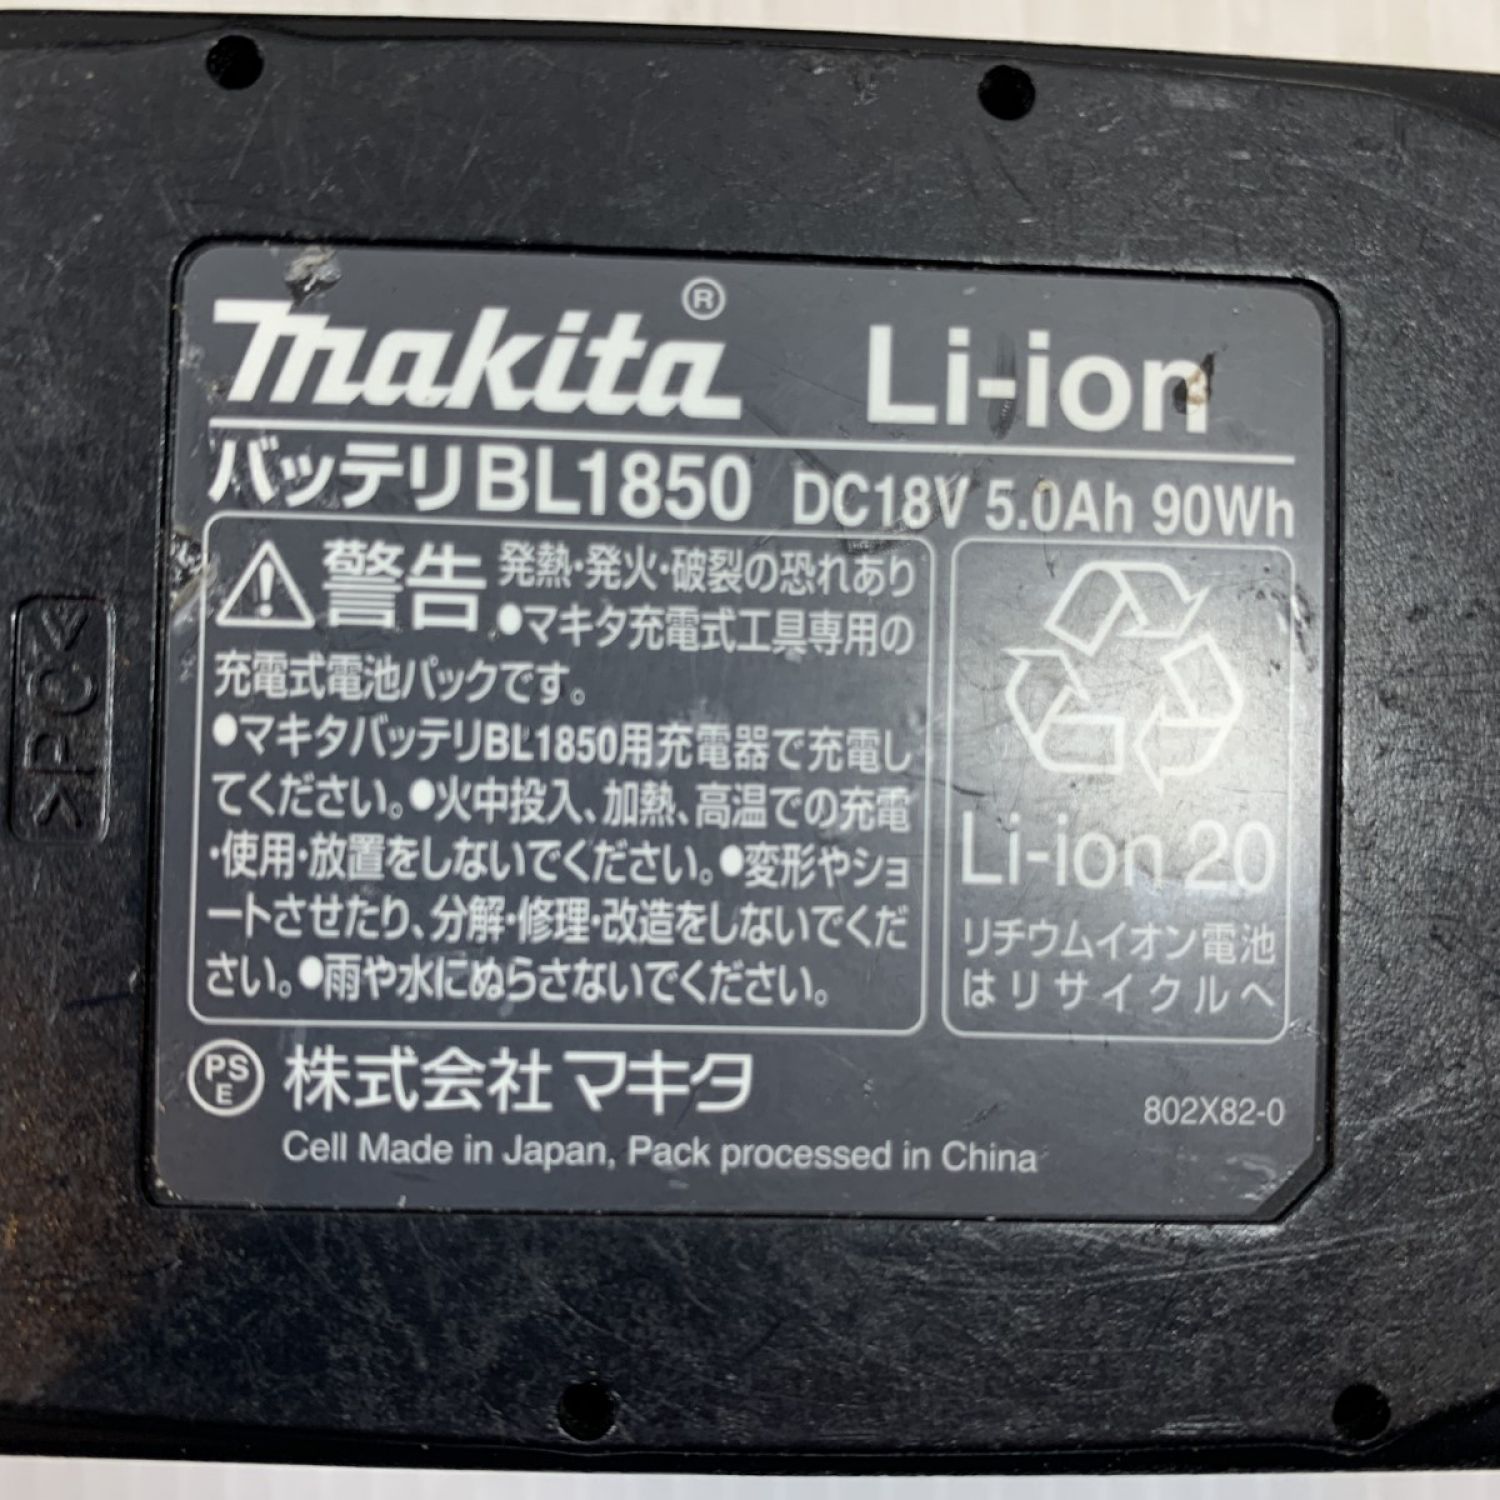 makita® Li-ion
バッテリBL1850 DC18V 5.0Ah 90Wh
警告 発熱・発火・破裂の恐れあり
●マキタ充電式工具専用の
充電式電池パックです。
●マキタバッテリBL1850用充電器で充電し
てください。●火中投入、加熱、高温での充電
・使用・放置をしないでください。●変形やショ
ートさせたり、分解・修理・改造をしないでくだ
さい。●雨や水にぬらさないでください。
Li-ion 20
リチウムイオン電池
はリサイクルへ
PS
E
株式会社マキタ
802X82-0
Cell Made in Japan, Pack processed in China
>PC<